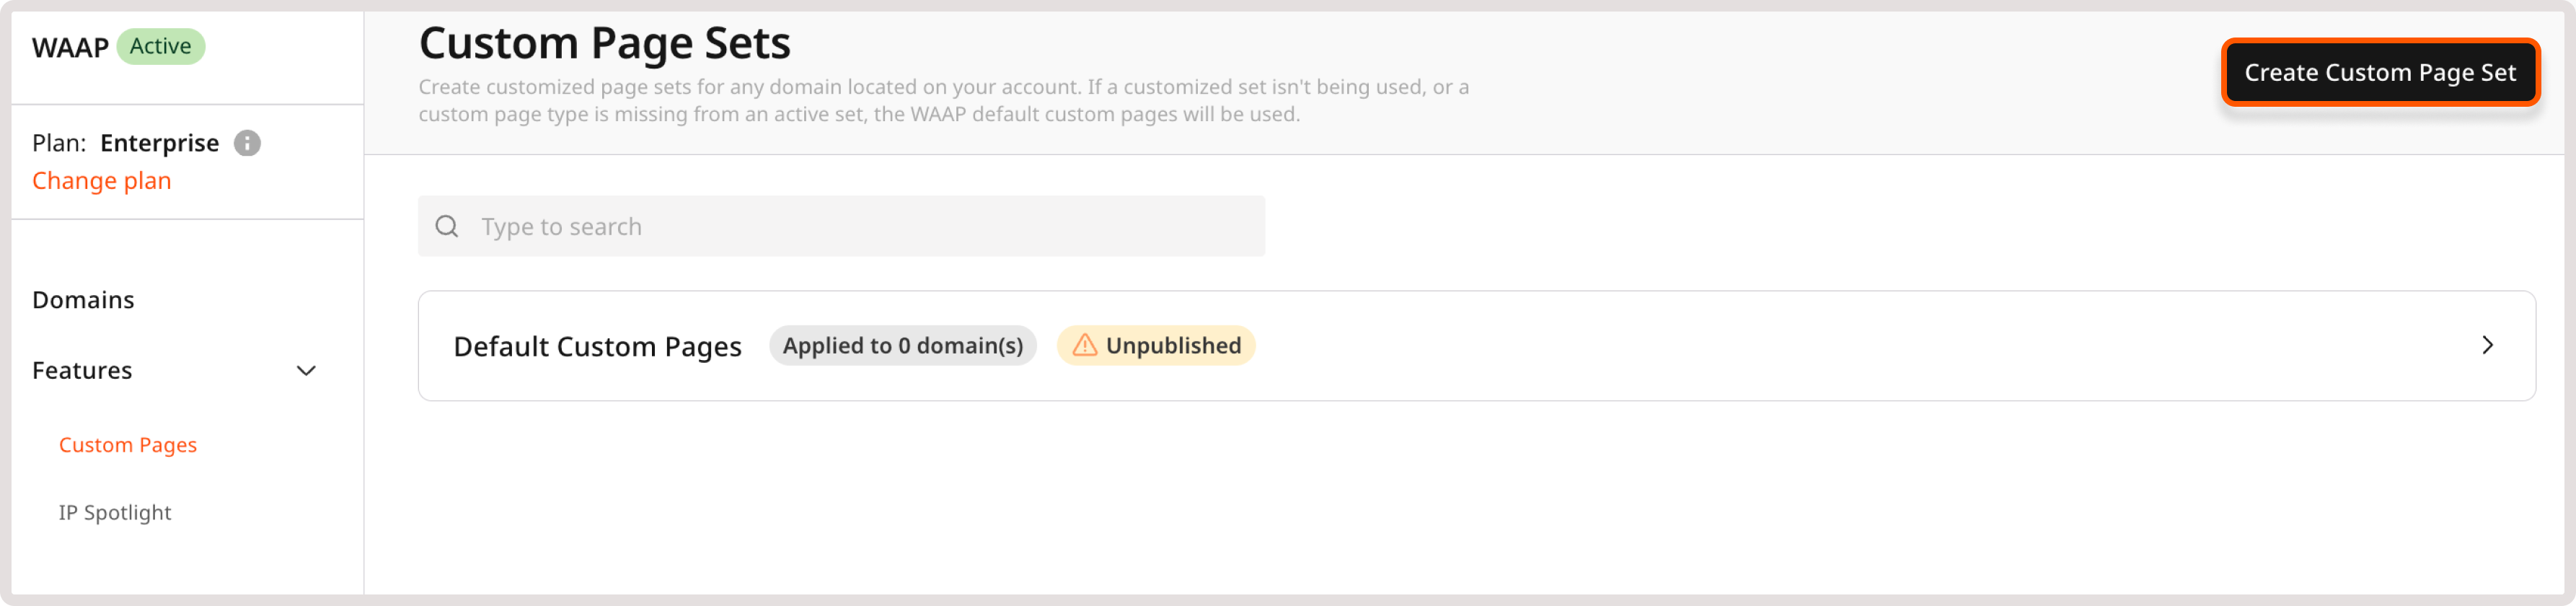 WAAP Active
Plan: Enterprise
Change plan
Domains
Features
Custom Pages
IP Spotlight
Custom Page Sets
Create customized page sets for any domain located on your account. If a customized set isn't being used, or a
custom page type is missing from an active set, the WAAP default custom pages will be used.
Create Custom Page Set
Type to search
Default Custom Pages Applied to 0 domain(s) Unpublished